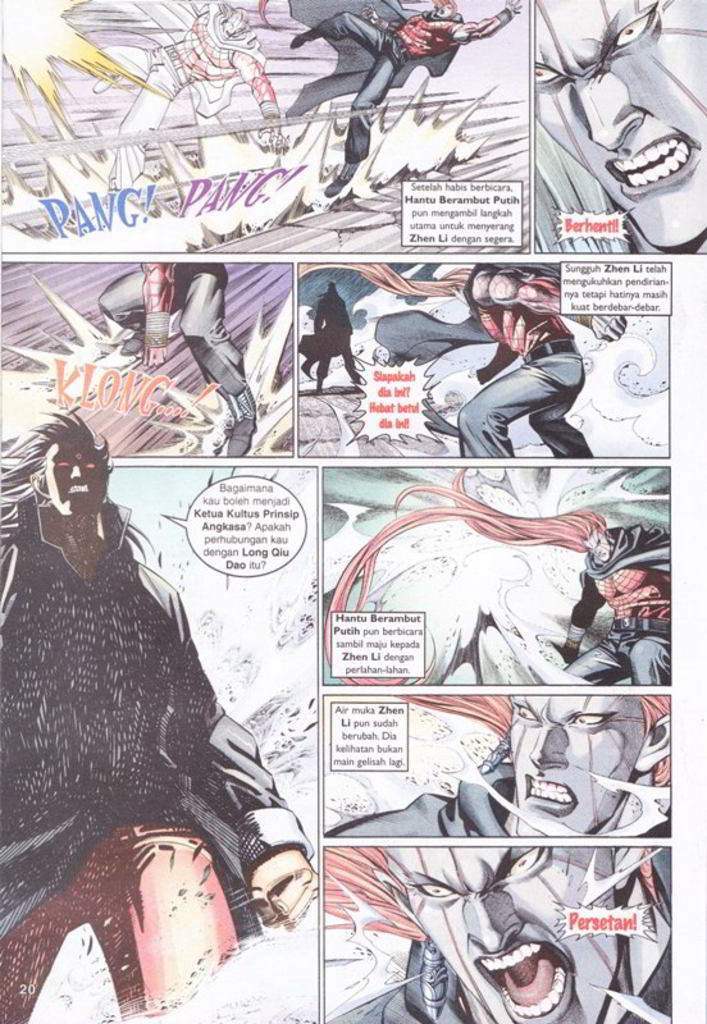 PANG!
PANG!
Setelah habis berbicara,
Hantu Berambut Putih
pun mengambil langkah
utama untuk menyerang
Zhen Li dengan segera.
Berhenti!
KLONG....!
Sungguh Zhen Li telah
mengukuhkan pendirian-
nya tetapi hatinya masih
kuat berdebar-debar.
Siapakah
dia ini?
Hebat betul
dia ini!!
Bagaimana
kau boleh menjadi
Ketua Kultus Prinsip
Angkasa? Apakah
perhubungan kau
dengan Long Qiu
Dao itu?
Hantu Berambut
Putih pun berbicara
sambil maju kepada
Zhen Li dengan
perlahan-lahan.
Air muka Zhen
Li pun sudah
berubah. Dia
kelihatan bukan
main gelisah lagi.
Persetan!
20